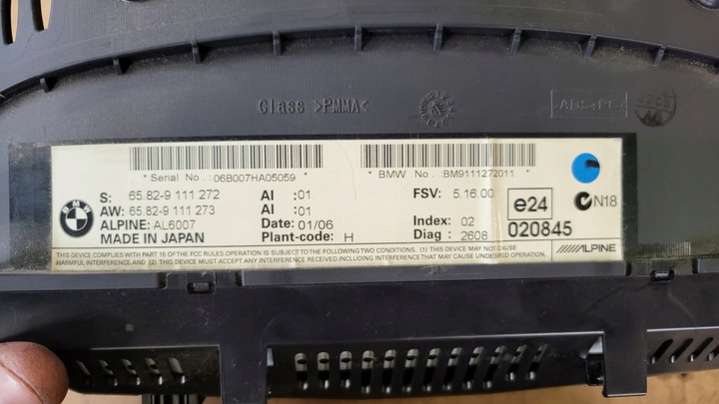 Glass >PMMA<
* Serial No . :06B007HA05059 *
* BMW No . :BM9111272011 *
S: 65.82-9 111 272 AI :01 FSV: 5.16.00
AW: 65.82-9 111 273 AI :01
ALPINE: AL6007 Date: 01/06 Index: 02
MADE IN JAPAN Plant-code: H Diag : 2608
e24
020845
N18
ALPINE
BMW
THIS DEVICE COMPLIES WITH PART 15 OF THE FCC RULES OPERATION IS SUBJECT TO THE FOLLOWING TWO CONDITIONS. (1) THIS DEVICE MAY NOT CAUSE
HARMFUL INTERFERENCE AND (2) THIS DEVICE MUST ACCEPT ANY INTERFERENCE RECEIVED, INCLUDING INTERFERENCE THAT MAY CAUSE UNDESIRED OPERATION.